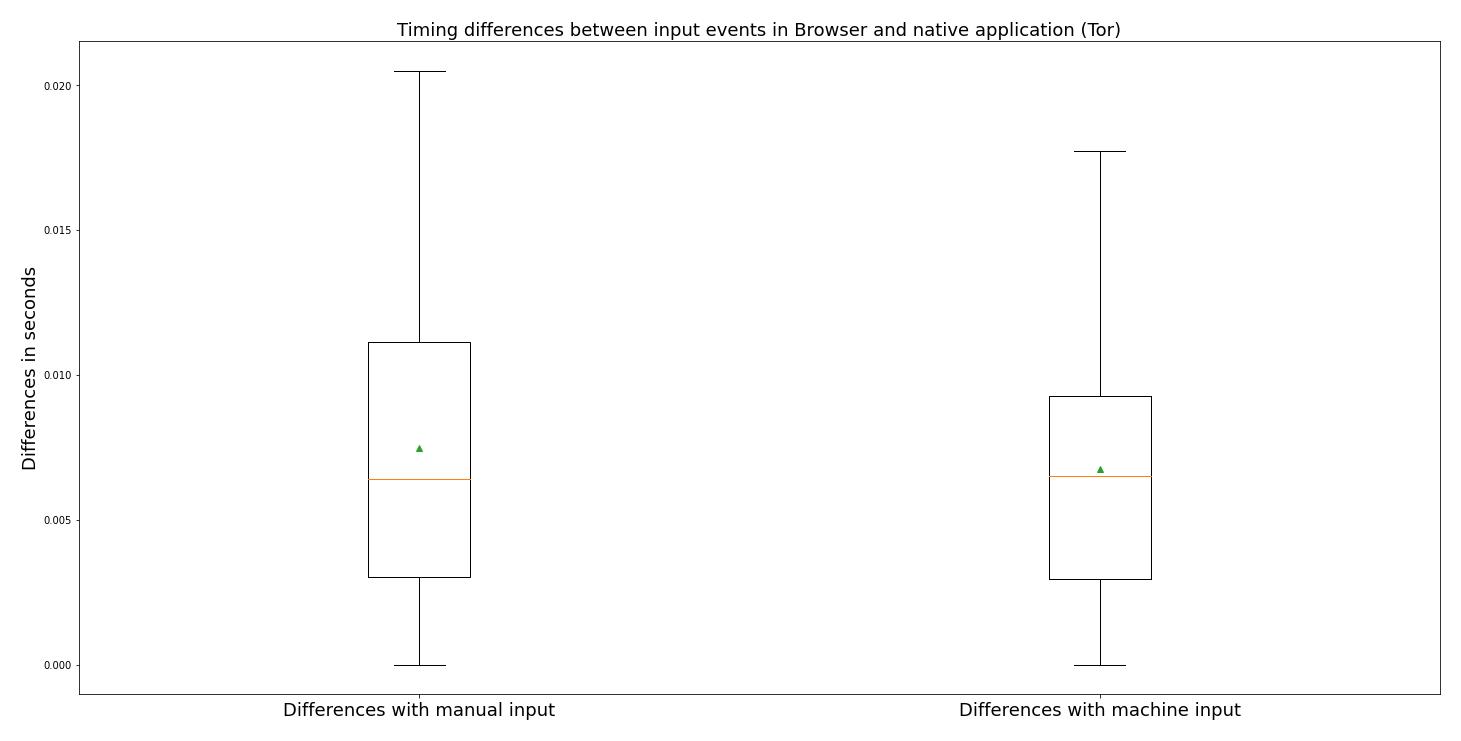 Timing differences between input events in Browser and native application (Tor)
Differences in seconds
0.020
0.015
0.010
0.005
0.000
Differences with manual input
Differences with machine input